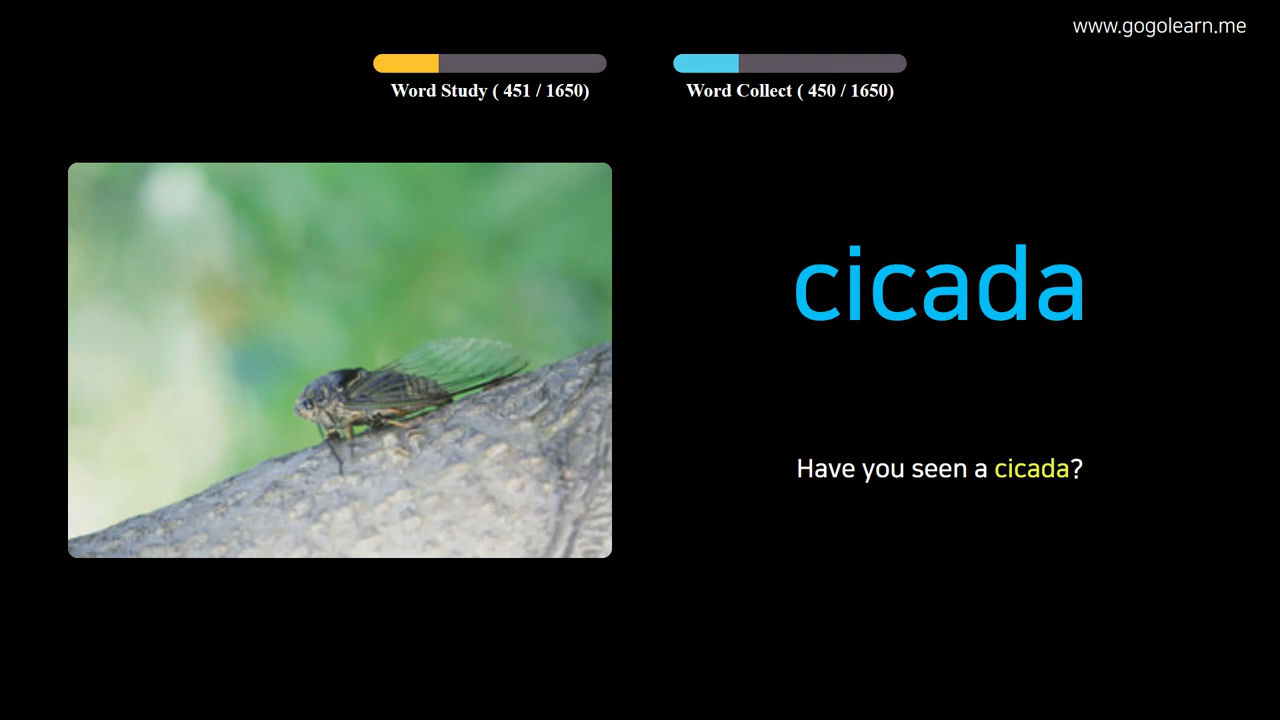 www.gogolearn.me
Word Study ( 451 / 1650)
Word Collect ( 450 / 1650)
cicada
Have you seen a cicada?